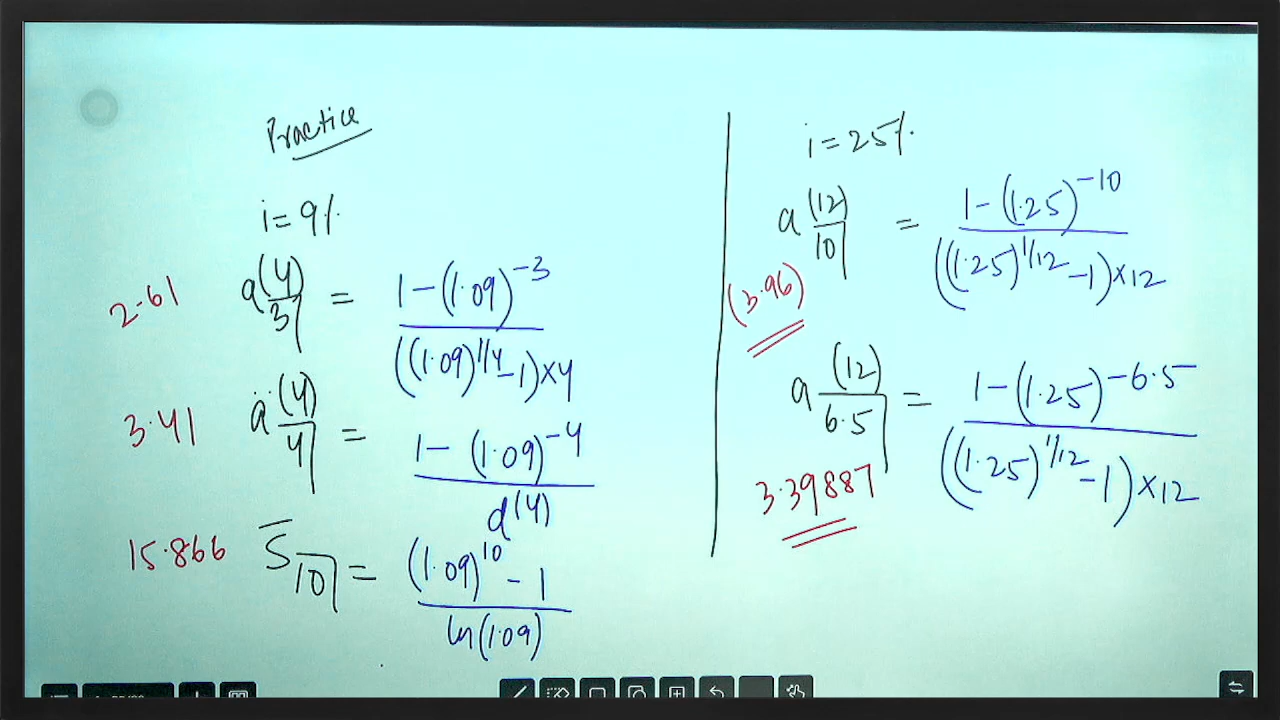 Practice
i = 9%
2.61 a(4)/3| = 1-(1.09)^-3 / ((1.09)^1/4 -1)×4
3.41 ä(4)/4| = 1-(1.09)^-4 / d(4)
15.866 s̅10| = (1.09)^10 - 1 / ln(1.09)
i = 25%.
a(12)/10| = 1-(1.25)^-10 / ((1.25)^1/12 -1)×12
(3.96)
a(12)/6.5| = 1-(1.25)^-6.5 / ((1.25)^1/12 -1)×12
3.39887